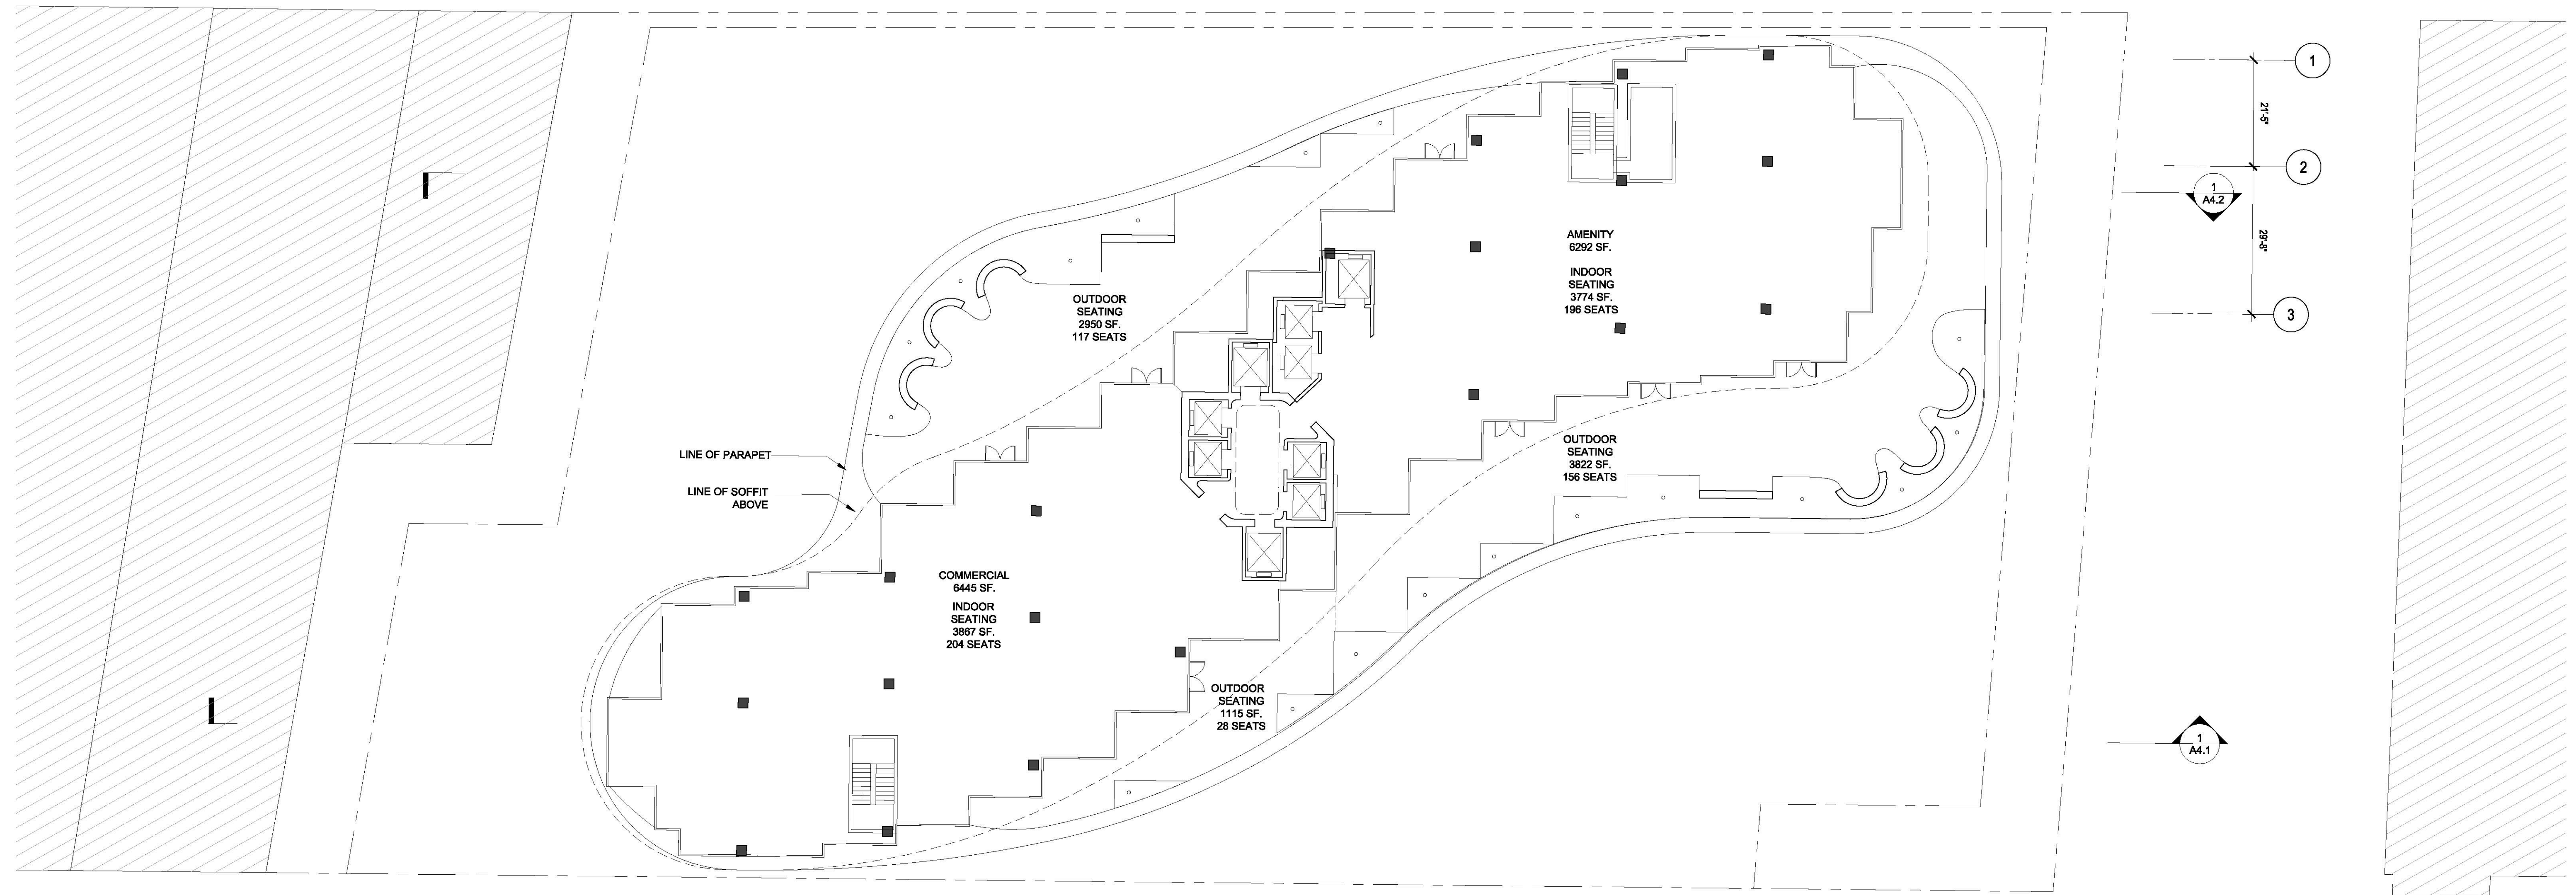 1
21'-5"
2
1
A4.2
29'-8"
3
AMENITY
6292 SF.
INDOOR
SEATING
3774 SF.
196 SEATS
OUTDOOR
SEATING
2950 SF.
117 SEATS
LINE OF PARAPET
LINE OF SOFFIT
ABOVE
OUTDOOR
SEATING
3822 SF.
156 SEATS
COMMERCIAL
6445 SF.
INDOOR
SEATING
3867 SF.
204 SEATS
OUTDOOR
SEATING
1115 SF.
28 SEATS
1
A4.1